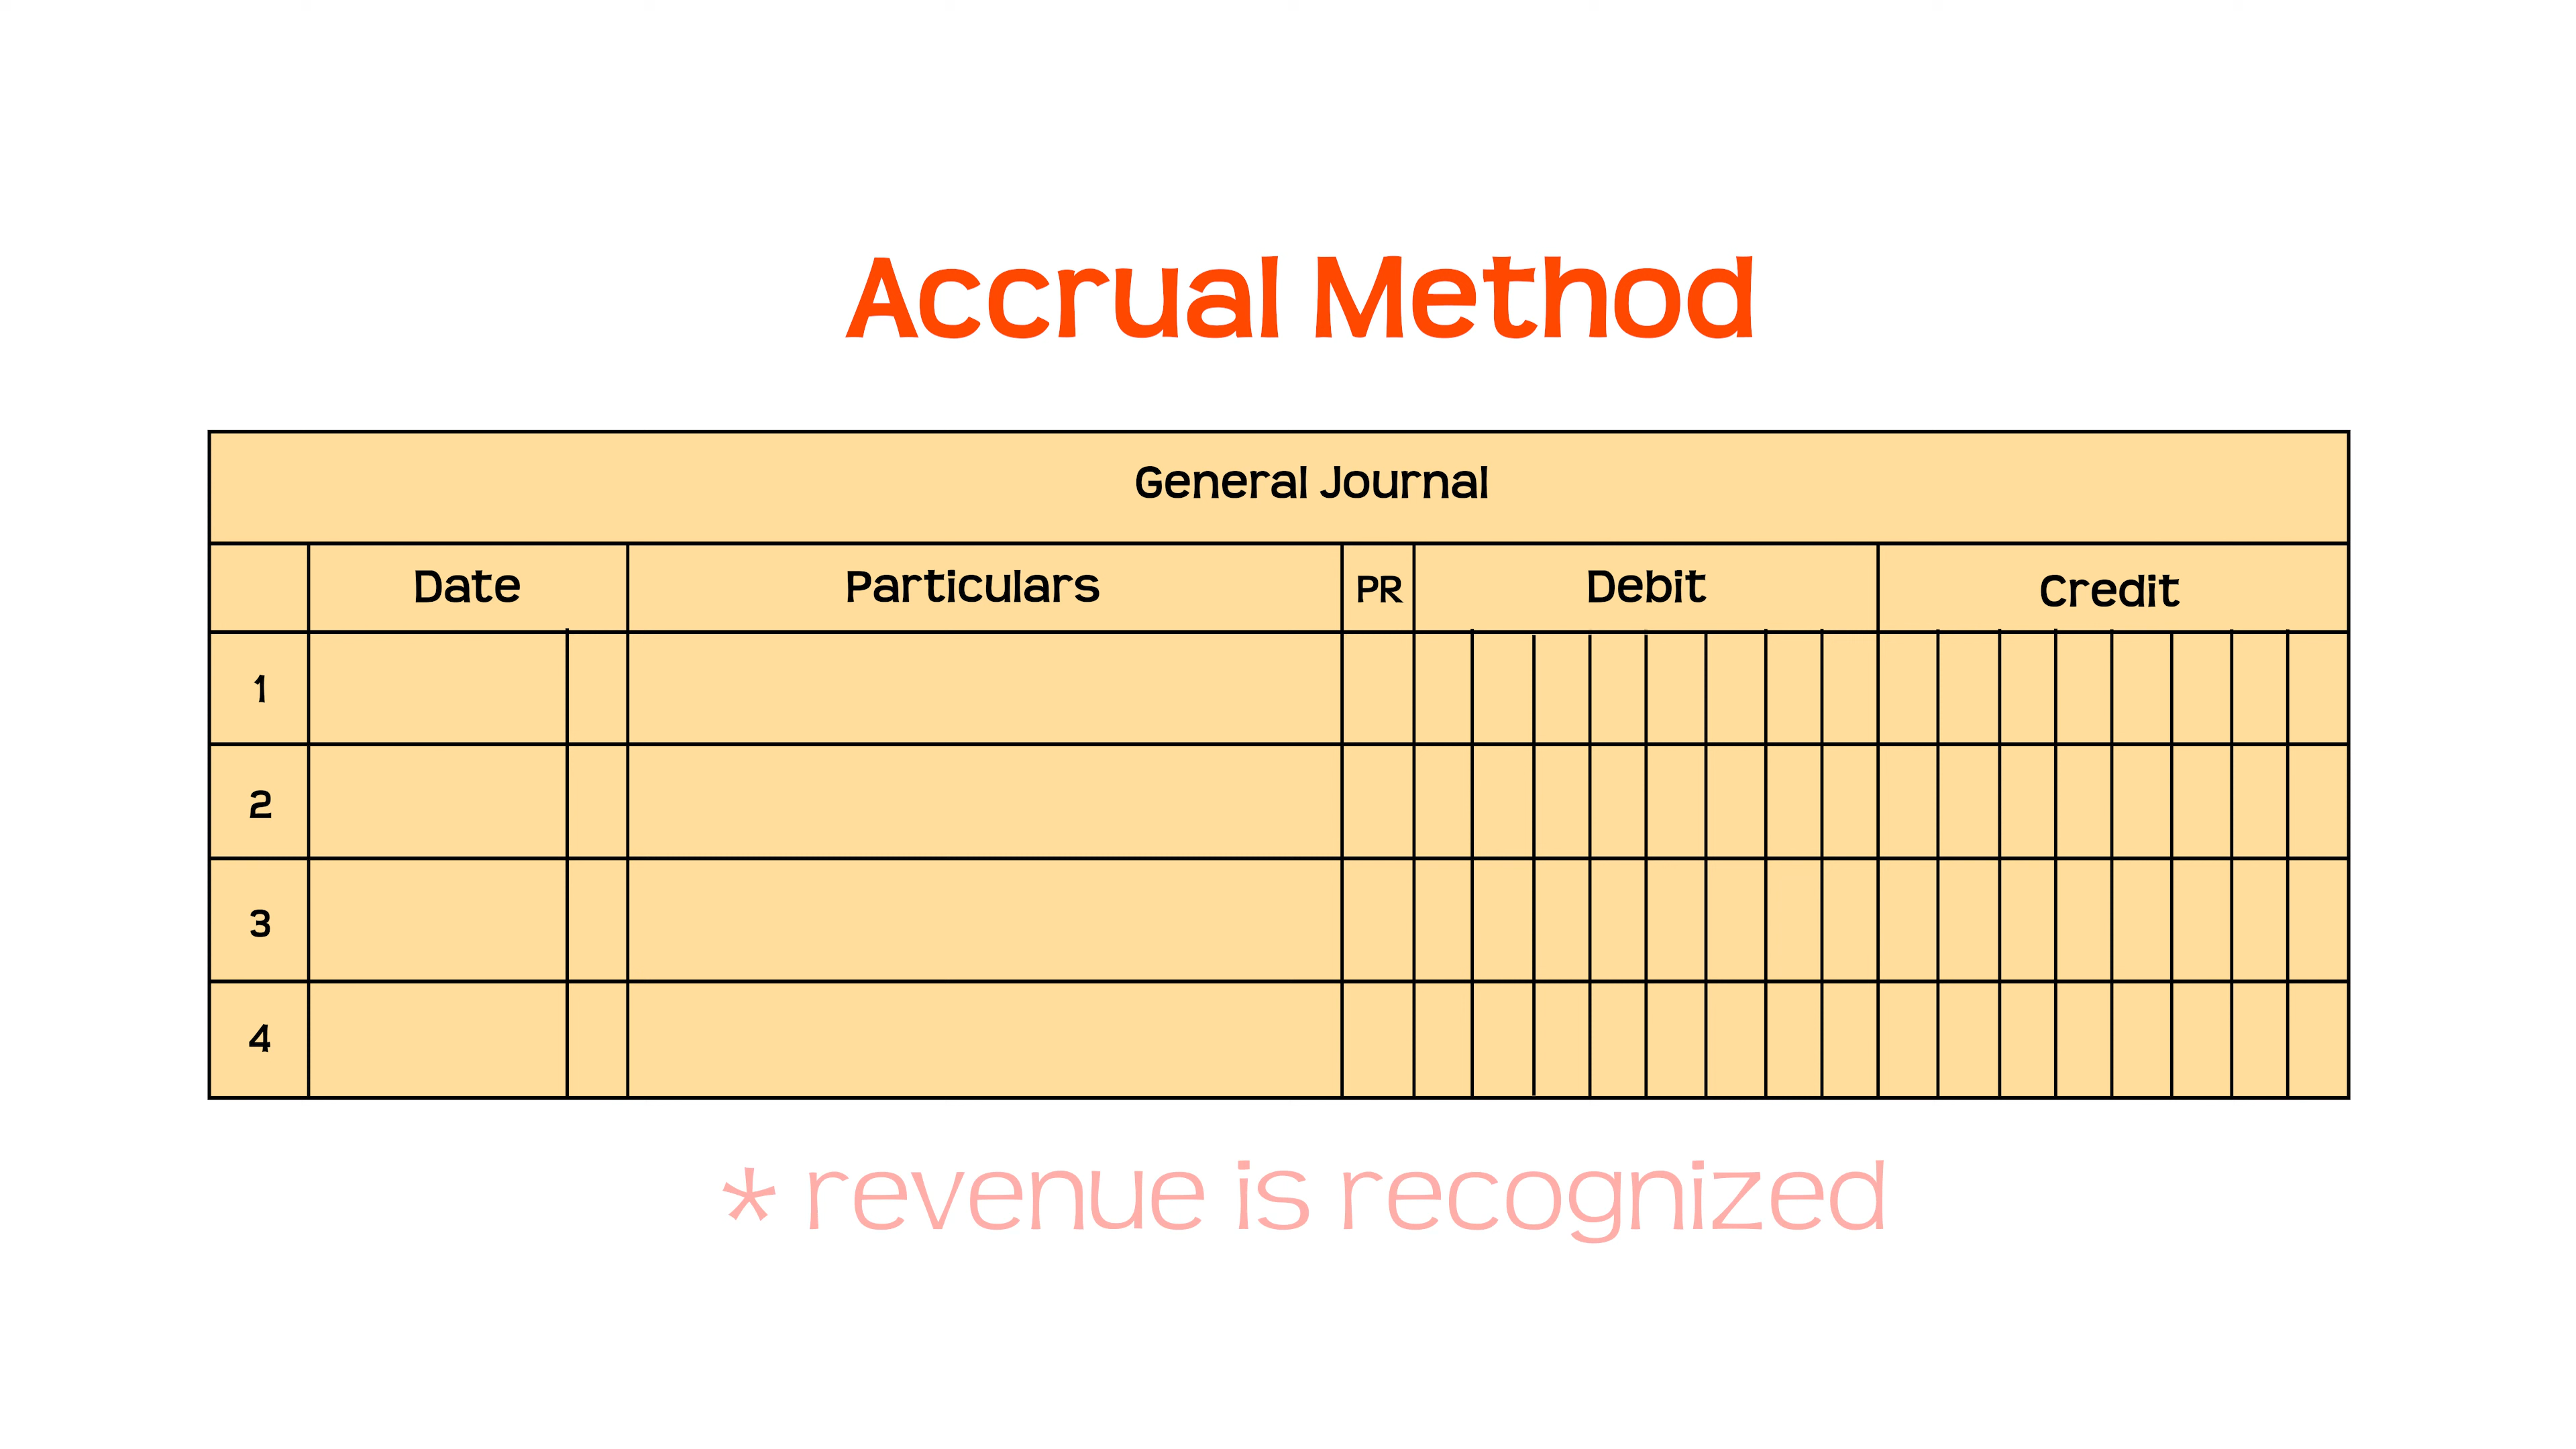 Accrual Method
General Journal
Date Particulars PR Debit Credit
1
2
3
4
* revenue is recognized